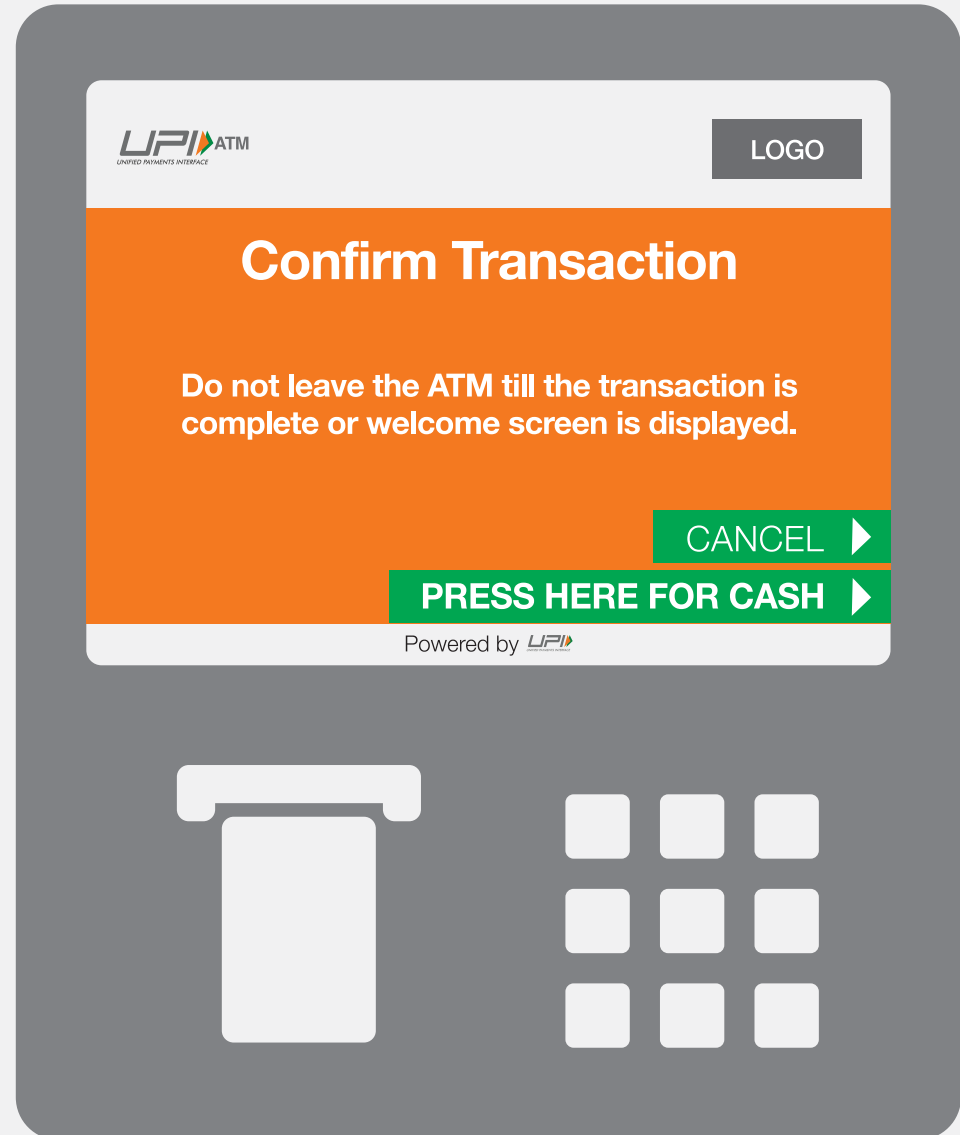 UPI ATM
UNIFIED PAYMENTS INTERFACE
LOGO
Confirm Transaction
Do not leave the ATM till the transaction is
complete or welcome screen is displayed.
CANCEL
PRESS HERE FOR CASH
Powered by UPI